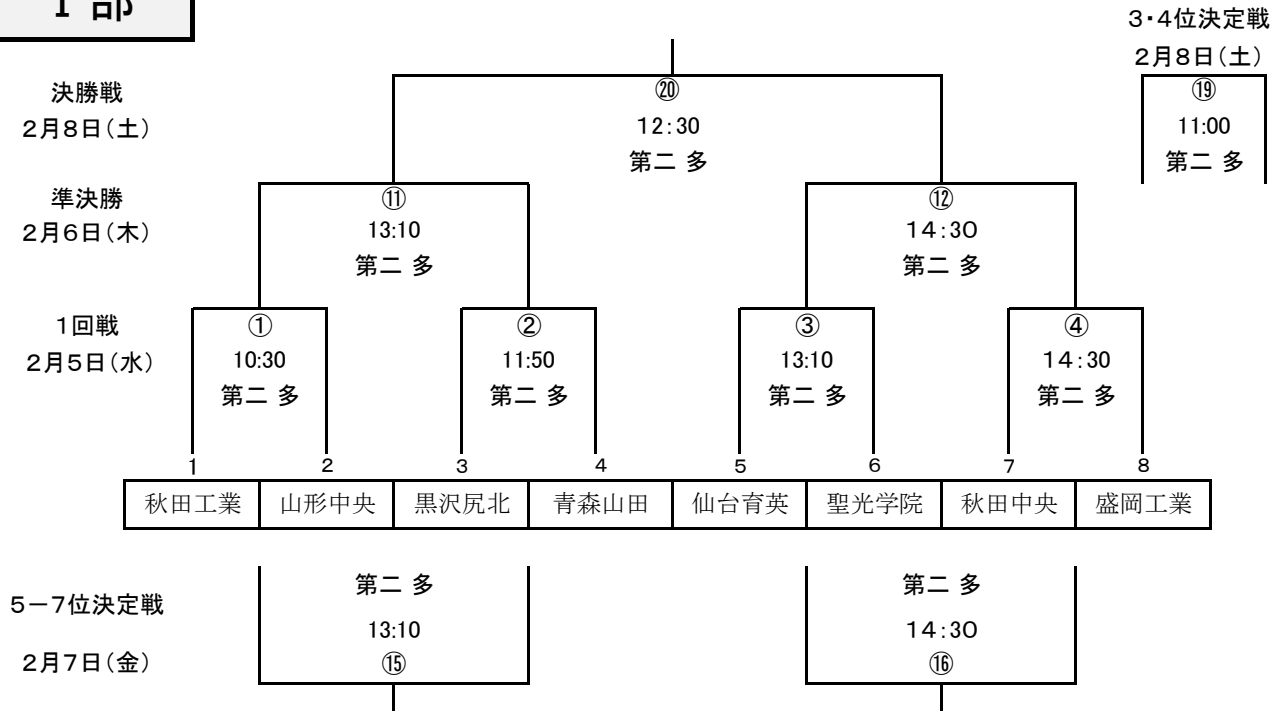 1 部
3・4位決定戦
2月8日(土)
⑲
11:00
第二 多
決勝戦
2月8日(土)
⑳
12:30
第二 多
準決勝
2月6日(木)
⑪
13:10
第二 多
⑫
14:30
第二 多
1回戦
2月5日(水)
①
10:30
第二 多
②
11:50
第二 多
③
13:10
第二 多
④
14:30
第二 多
1 2 3 4 5 6 7 8
秋田工業 山形中央 黒沢尻北 青森山田 仙台育英 聖光学院 秋田中央 盛岡工業
5-7位決定戦
2月7日(金)
第二 多
13:10
⑮
第二 多
14:30
⑯